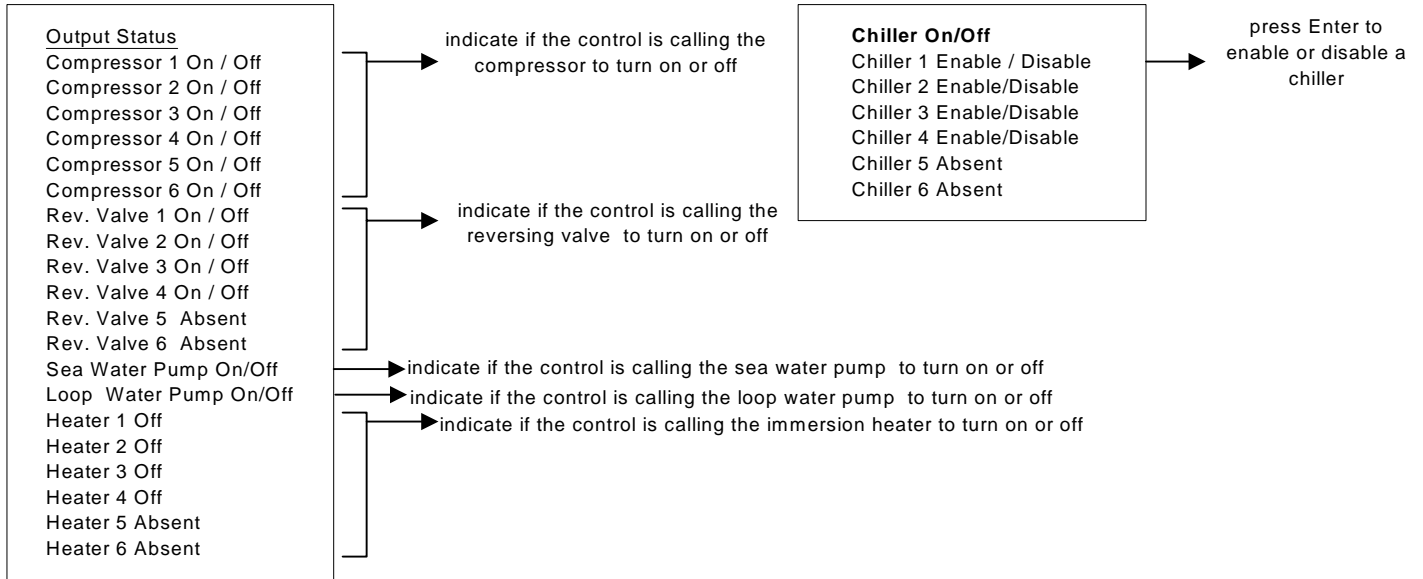 Output Status
Compressor 1 On / Off
Compressor 2 On / Off
Compressor 3 On / Off
Compressor 4 On / Off
Compressor 5 On / Off
Compressor 6 On / Off
Rev. Valve 1 On / Off
Rev. Valve 2 On / Off
Rev. Valve 3 On / Off
Rev. Valve 4 On / Off
Rev. Valve 5 Absent
Rev. Valve 6 Absent
Sea Water Pump On/Off
Loop Water Pump On/Off
Heater 1 Off
Heater 2 Off
Heater 3 Off
Heater 4 Off
Heater 5 Absent
Heater 6 Absent
indicate if the control is calling the
compressor to turn on or off
indicate if the control is calling the
reversing valve to turn on or off
indicate if the control is calling the sea water pump to turn on or off
indicate if the control is calling the loop water pump to turn on or off
indicate if the control is calling the immersion heater to turn on or off
Chiller On/Off
Chiller 1 Enable / Disable
Chiller 2 Enable/Disable
Chiller 3 Enable/Disable
Chiller 4 Enable/Disable
Chiller 5 Absent
Chiller 6 Absent
press Enter to
enable or disable a
chiller